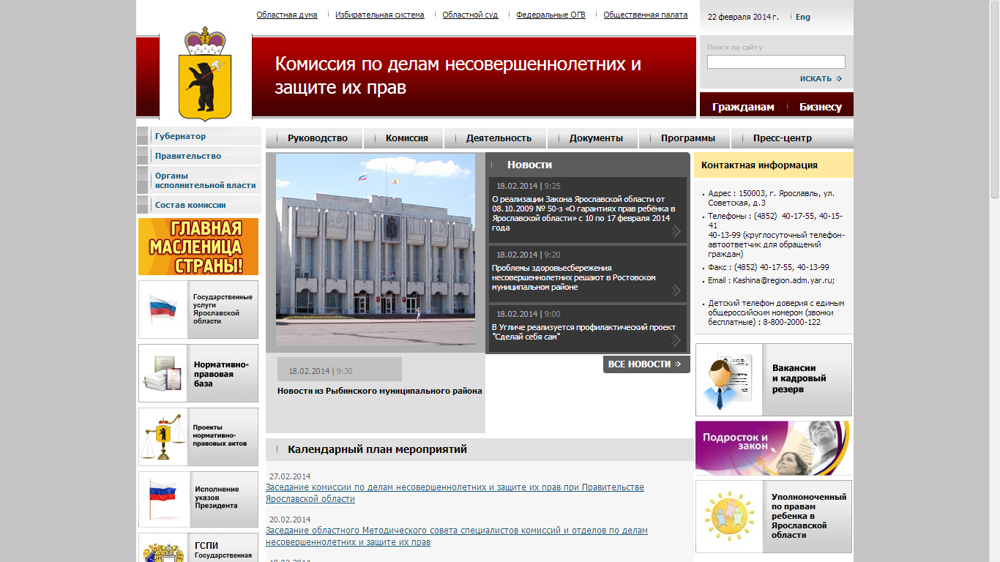 Областная дума
Избирательная система
Областной суд
Федеральные ОГВ
Общественная палата
22 февраля 2014 г.
Eng
Комиссия по делам несовершеннолетних и
защите их прав
Поиск по сайту
ИСКАТЬ
Гражданам
Бизнесу
Губернатор
Правительство
Органы
исполнительной власти
Состав комиссии
ГЛАВНАЯ
МАСЛЕНИЦА
СТРАНЫ!
Государственные
услуги
Ярославской
области
Нормативно-
правовая
база
Проекты
нормативно-
правовых актов
Исполнение
указов
Президента
ГСПИ
Государственная
Руководство
Комиссия
Деятельность
Документы
Программы
Пресс-центр
18.02.2014 | 9:30
Новости из Рыбинского муниципального района
Новости
18.02.2014 | 9:25
О реализации Закона Ярославской области от
08.10.2009 № 50-з «О гарантиях прав ребёнка в
Ярославской области» с 10 по 17 февраля 2014
года
18.02.2014 | 9:20
Проблемы здоровьесбережения
несовершеннолетних решают в Ростовском
муниципальном районе
18.02.2014 | 9:00
В Угличе реализуется профилактический проект
"Сделай себя сам"
ВСЕ НОВОСТИ
Календарный план мероприятий
27.02.2014
Заседание комиссии по делам несовершеннолетних и защите их прав при Правительстве
Ярославской области
20.02.2014
Заседание областного Методического совета специалистов комиссий и отделов по делам
несовершеннолетних и защите их прав
Контактная информация
Адрес : 150003, г. Ярославль, ул.
Советская, д.3
Телефоны : (4852) 40-17-55, 40-15-
41
40-13-99 (круглосуточный телефон-
автоответчик для обращений
граждан)
Факс : (4852) 40-17-55, 40-13-99
Email : Kashina@region.adm.yar.ru;
Детский телефон доверия с единым
общероссийским номером (звонки
бесплатные) : 8-800-2000-122
Вакансии
и кадровый
резерв
Подросток и
закон
Уполномоченный
по правам
ребенка в
Ярославской
области